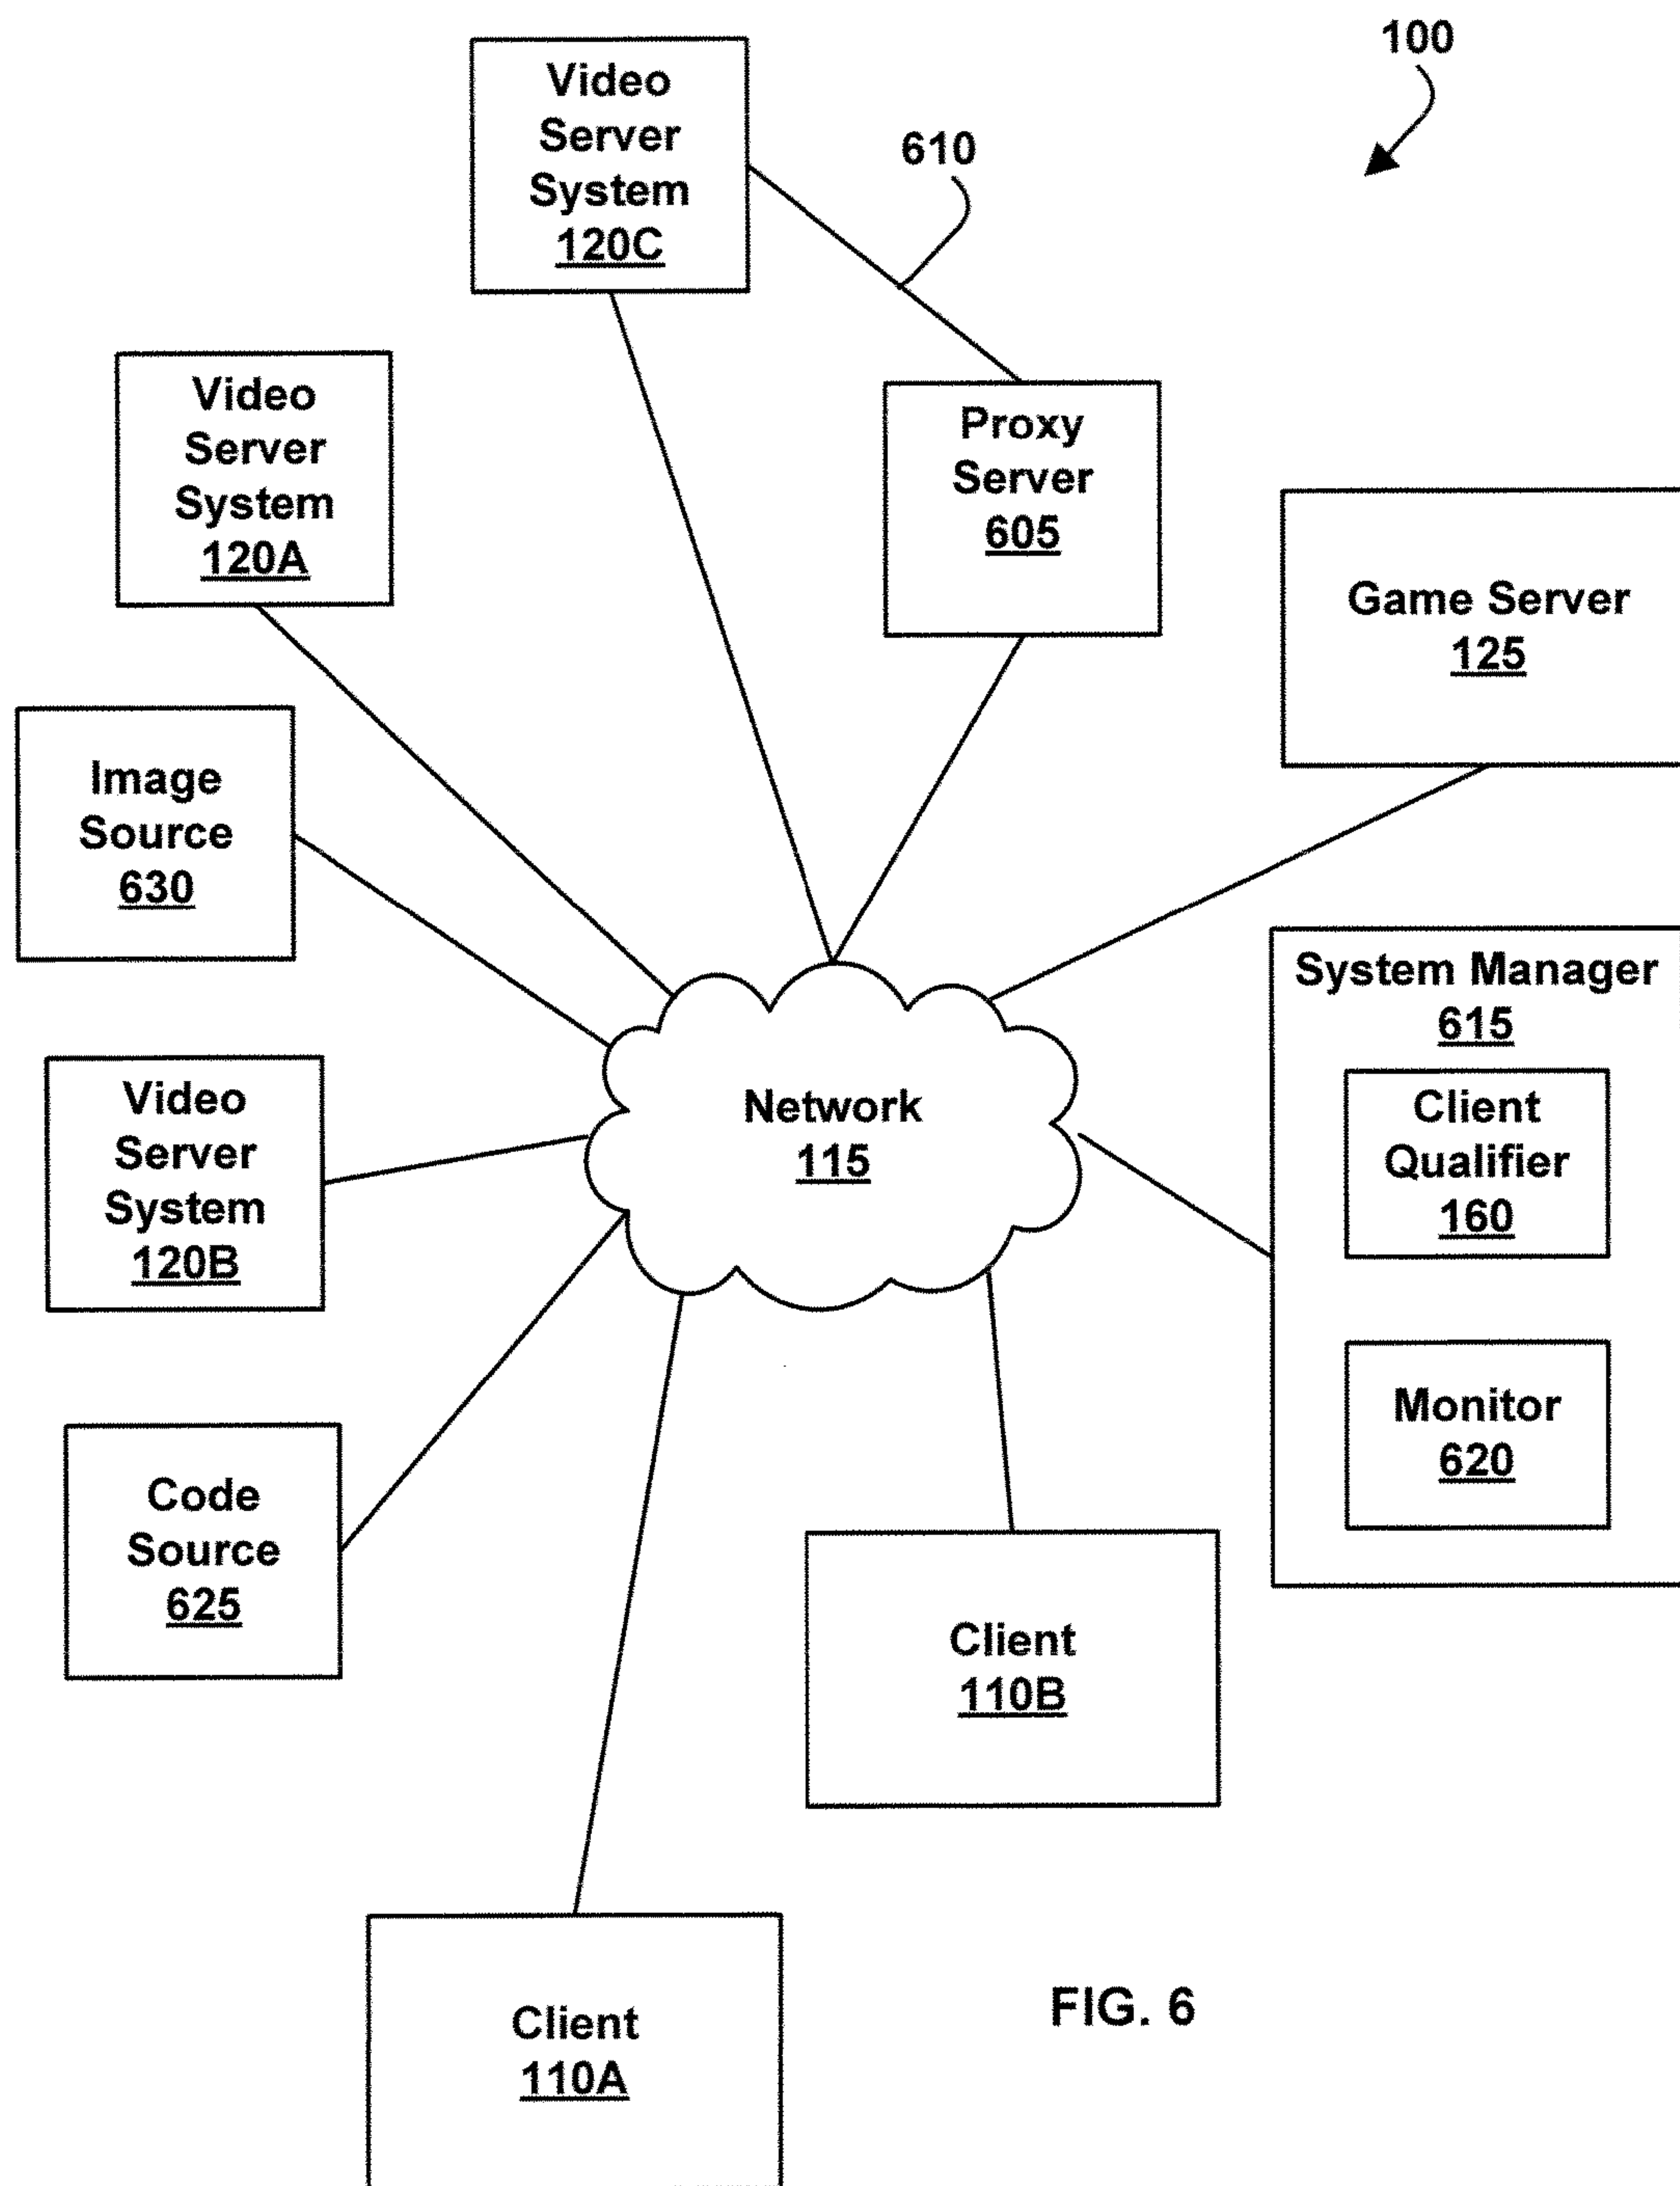 100
Video
Server
System
120C
610
Video
Server
System
120A
Proxy
Server
605
Game Server
125
Image
Source
630
System Manager
615
Client
Qualifier
160
Monitor
620
Network
115
Video
Server
System
120B
Code
Source
625
Client
110B
Client
110A
FIG. 6